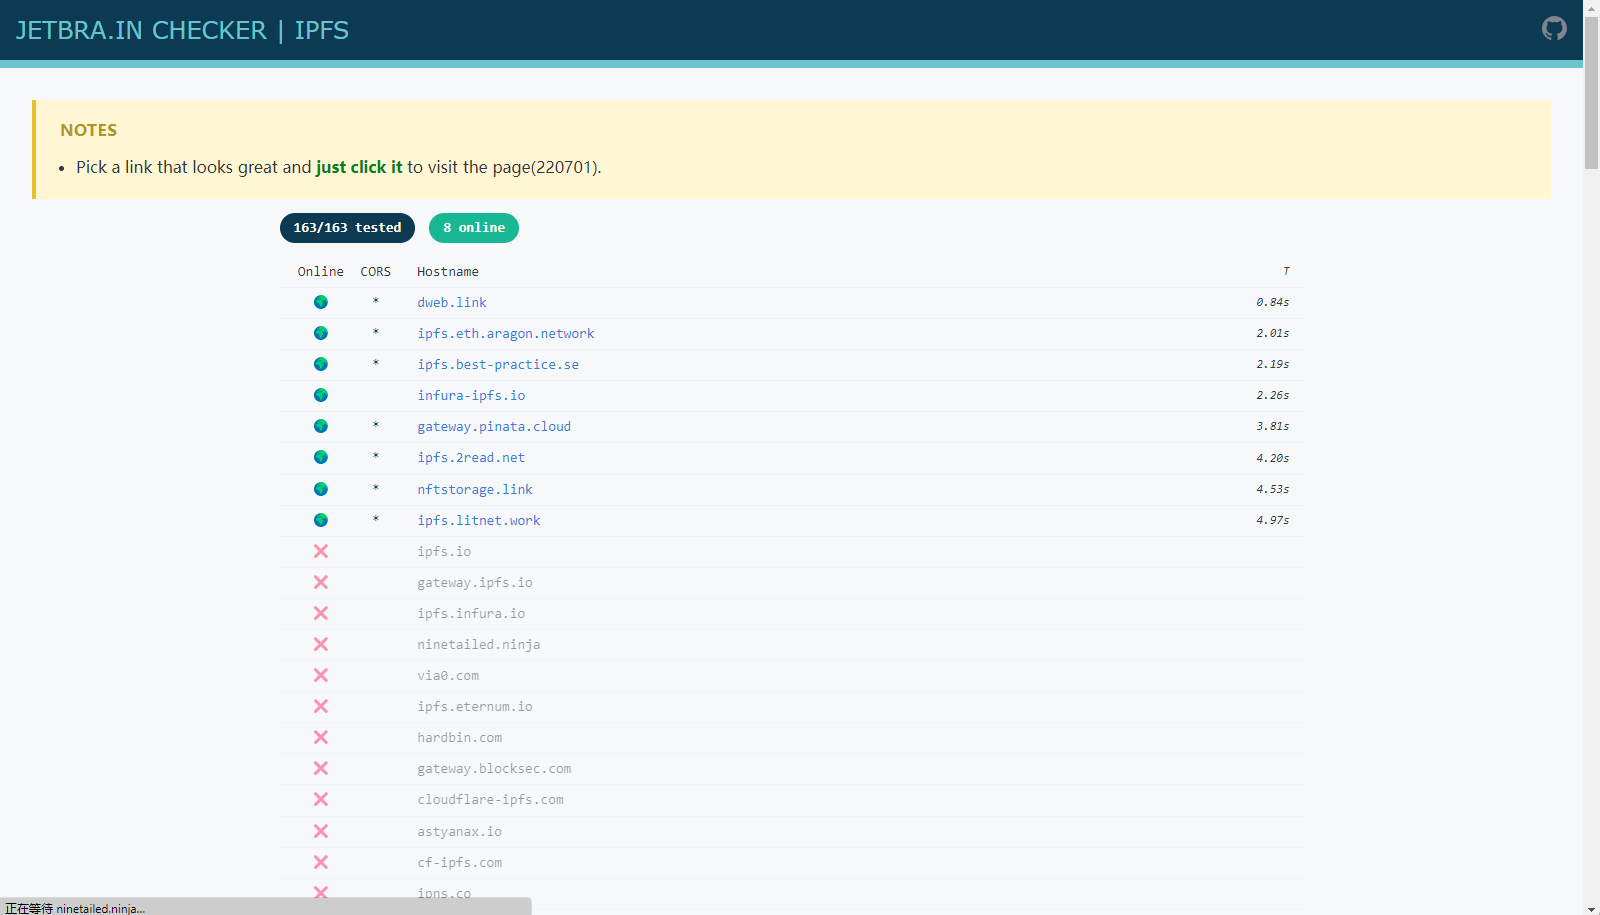 JETBRA.IN CHECKER | IPFS
NOTES
• Pick a link that looks great and just click it to visit the page(220701).
163/163 tested 8 online
Online CORS Hostname T
* dweb.link 0.84s
* ipfs.eth.aragon.network 2.01s
* ipfs.best-practice.se 2.19s
infura-ipfs.io 2.26s
* gateway.pinata.cloud 3.81s
* ipfs.2read.net 4.20s
* nftstorage.link 4.53s
* ipfs.litnet.work 4.97s
ipfs.io
gateway.ipfs.io
ipfs.infura.io
ninetailed.ninja
via0.com
ipfs.eternum.io
hardbin.com
gateway.blocksec.com
cloudflare-ipfs.com
astyanax.io
cf-ipfs.com
ipns.co
正在等待 ninetailed.ninja...